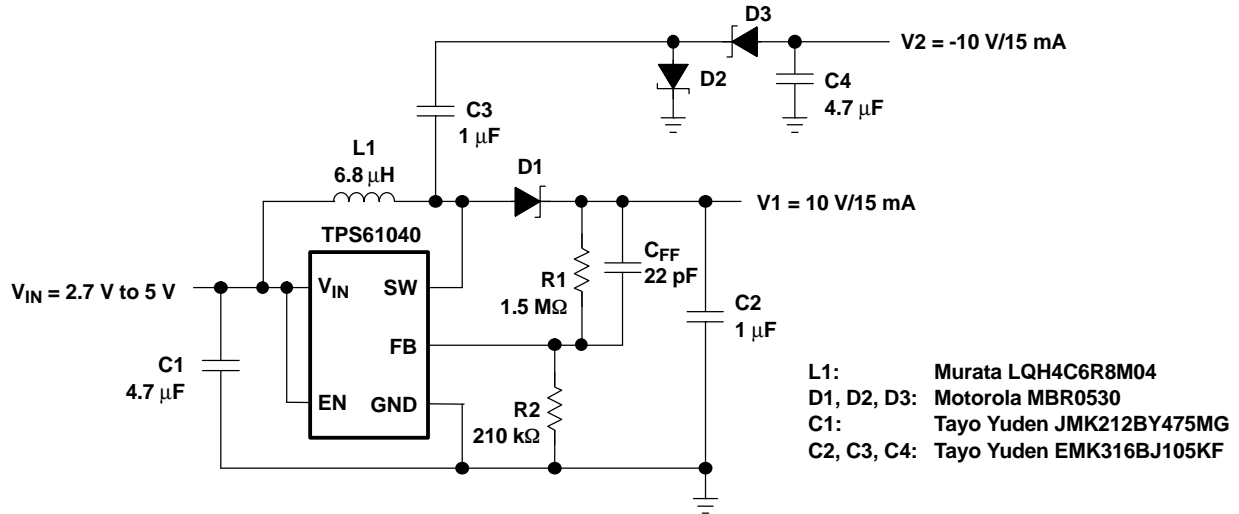 D3
V2 = -10 V/15 mA
D2
C4
4.7 μF
C3
1 μF
L1
6.8 μH
D1
V1 = 10 V/15 mA
TPS61040
VIN = 2.7 V to 5 V
VIN
SW
R1
1.5 MΩ
CFF
22 pF
C2
1 μF
FB
C1
4.7 μF
EN
GND
R2
210 kΩ
L1: Murata LQH4C6R8M04
D1, D2, D3: Motorola MBR0530
C1: Tayo Yuden JMK212BY475MG
C2, C3, C4: Tayo Yuden EMK316BJ105KF